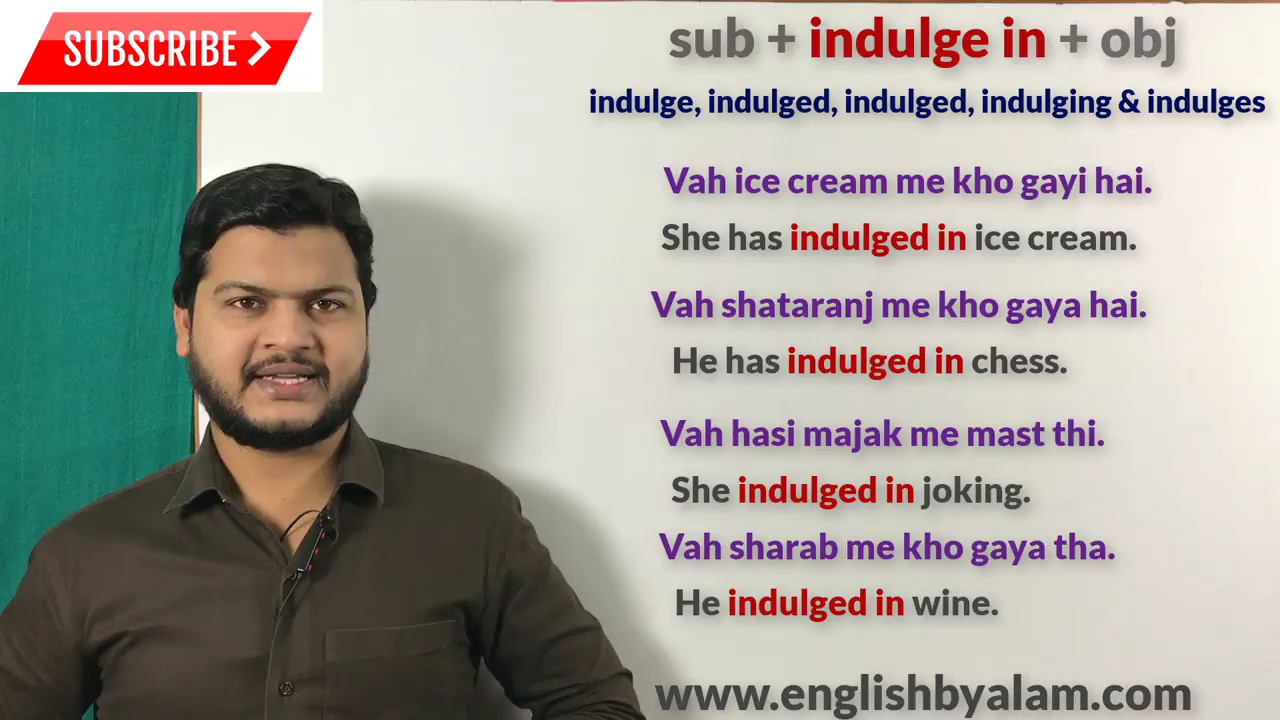 SUBSCRIBE
sub + indulge in + obj
indulge, indulged, indulged, indulging & indulges
Vah ice cream me kho gayi hai.
She has indulged in ice cream.
Vah shataranj me kho gaya hai.
He has indulged in chess.
Vah hasi majak me mast thi.
She indulged in joking.
Vah sharab me kho gaya tha.
He indulged in wine.
www.englishbyalam.com